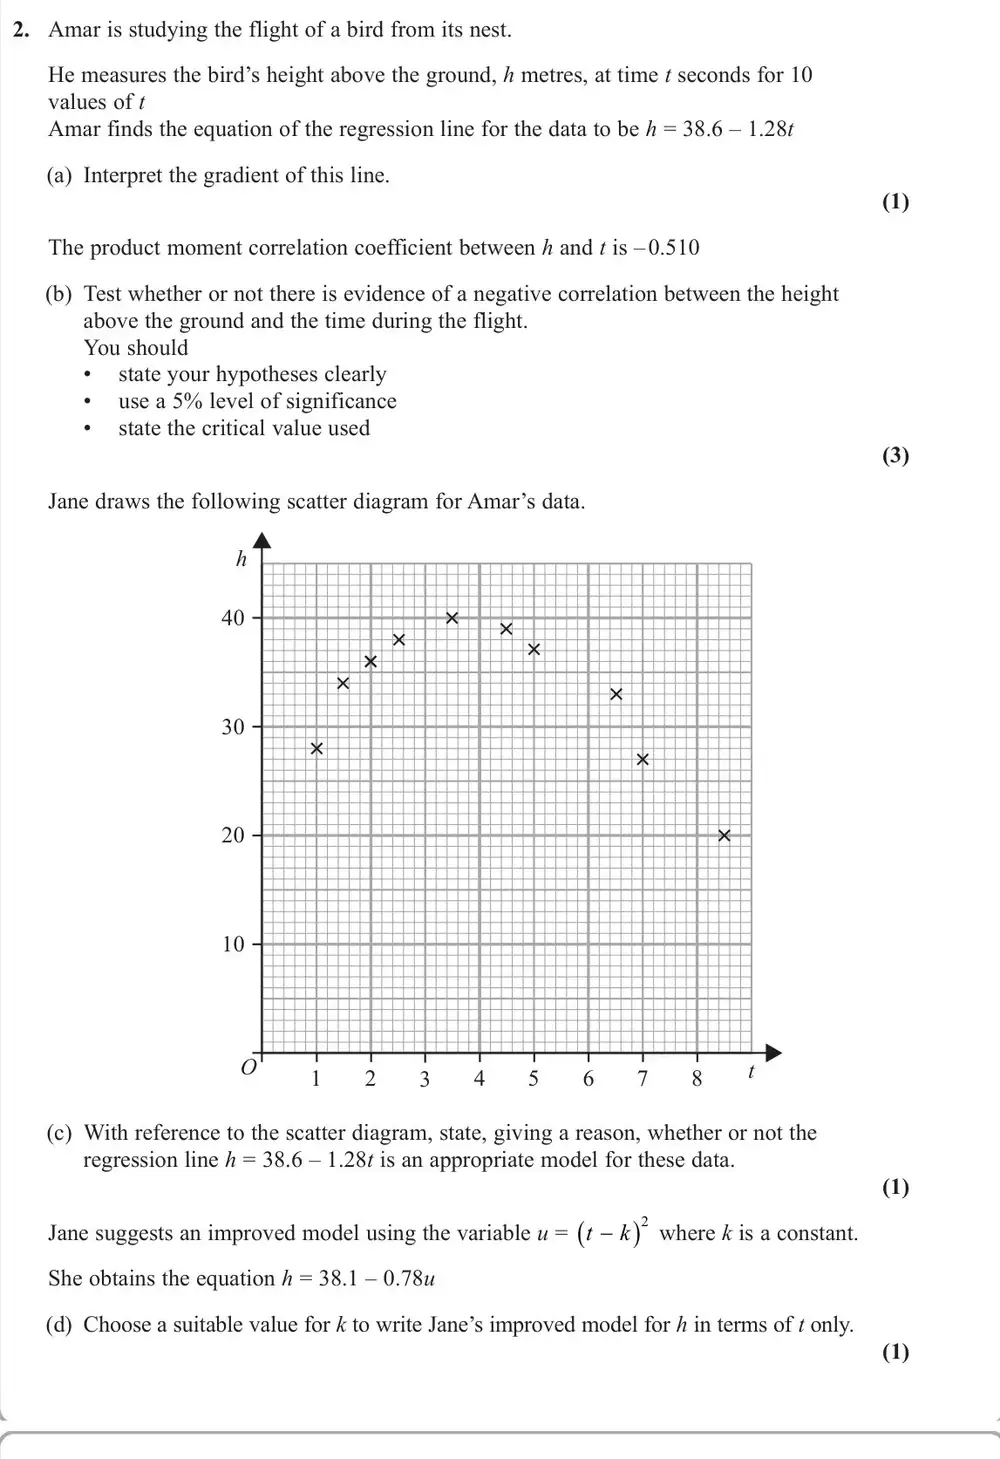 2. Amar is studying the flight of a bird from its nest.
He measures the bird's height above the ground, h metres, at time t seconds for 10
values of t
Amar finds the equation of the regression line for the data to be h = 38.6 – 1.28t
(a) Interpret the gradient of this line.
(1)
The product moment correlation coefficient between h and t is –0.510
(b) Test whether or not there is evidence of a negative correlation between the height
above the ground and the time during the flight.
You should
• state your hypotheses clearly
• use a 5% level of significance
• state the critical value used
(3)
Jane draws the following scatter diagram for Amar's data.
h
40
30
20
10
O
1 2 3 4 5 6 7 8 t
(c) With reference to the scatter diagram, state, giving a reason, whether or not the
regression line h = 38.6 – 1.28t is an appropriate model for these data.
(1)
Jane suggests an improved model using the variable u = (t – k)² where k is a constant.
She obtains the equation h = 38.1 – 0.78u
(d) Choose a suitable value for k to write Jane's improved model for h in terms of t only.
(1)